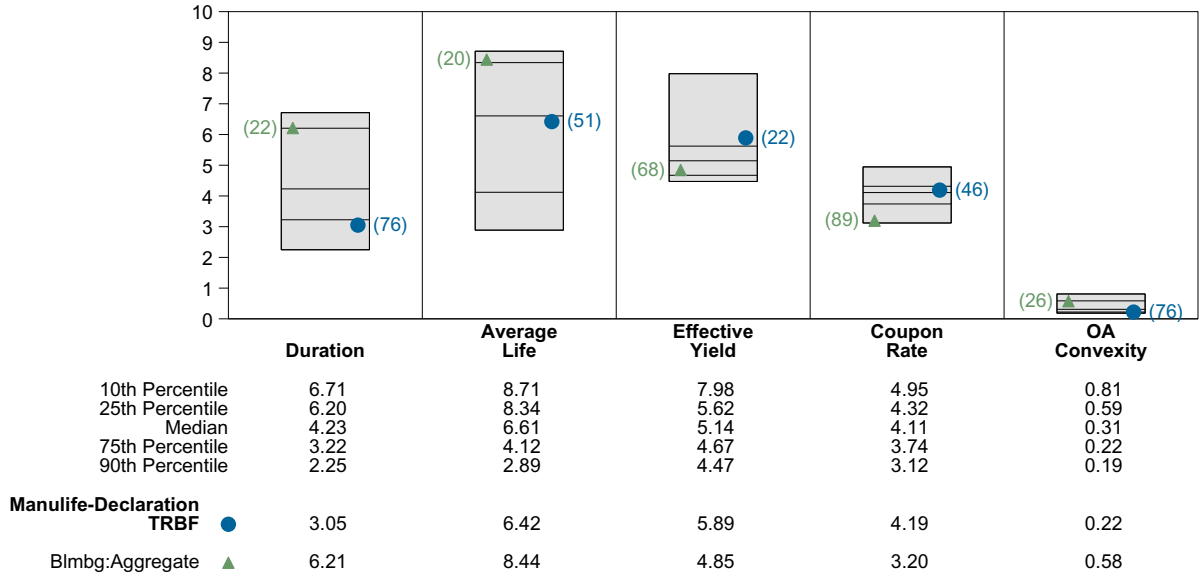 10
9
8
7
6
5
4
3
2
1
0
(22)
(76)
(20)
(51)
(68)
(22)
(89)
(46)
(26)
(76)
Duration
Average
Life
Effective
Yield
Coupon
Rate
OA
Convexity
10th Percentile 6.71 8.71 7.98 4.95 0.81
25th Percentile 6.20 8.34 5.62 4.32 0.59
Median 4.23 6.61 5.14 4.11 0.31
75th Percentile 3.22 4.12 4.67 3.74 0.22
90th Percentile 2.25 2.89 4.47 3.12 0.19
Manulife-Declaration
TRBF 3.05 6.42 5.89 4.19 0.22
Blmbg:Aggregate 6.21 8.44 4.85 3.20 0.58